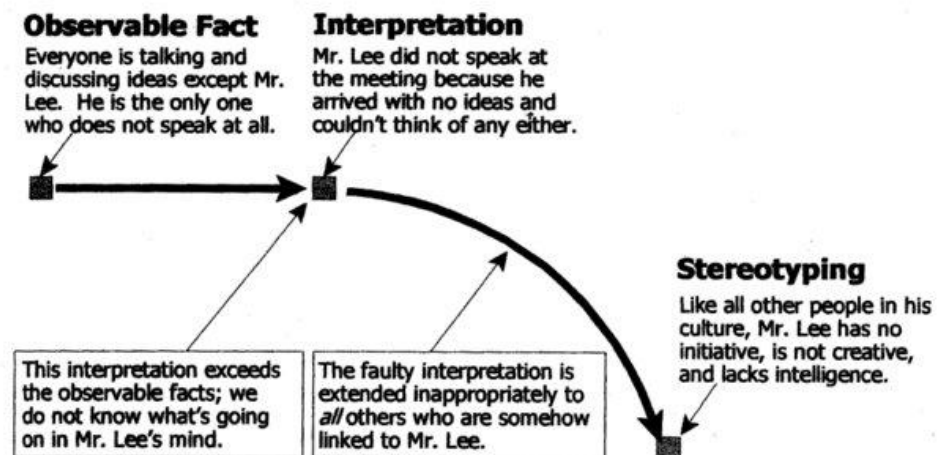 Observable Fact
Everyone is talking and
discussing ideas except Mr.
Lee. He is the only one
who does not speak at all.
Interpretation
Mr. Lee did not speak at
the meeting because he
arrived with no ideas and
couldn't think of any either.
Stereotyping
Like all other people in his
culture, Mr. Lee has no
initiative, is not creative,
and lacks intelligence.
This interpretation exceeds
the observable facts; we
do not know what's going
on in Mr. Lee's mind.
The faulty interpretation is
extended inappropriately to
all others who are somehow
linked to Mr. Lee.